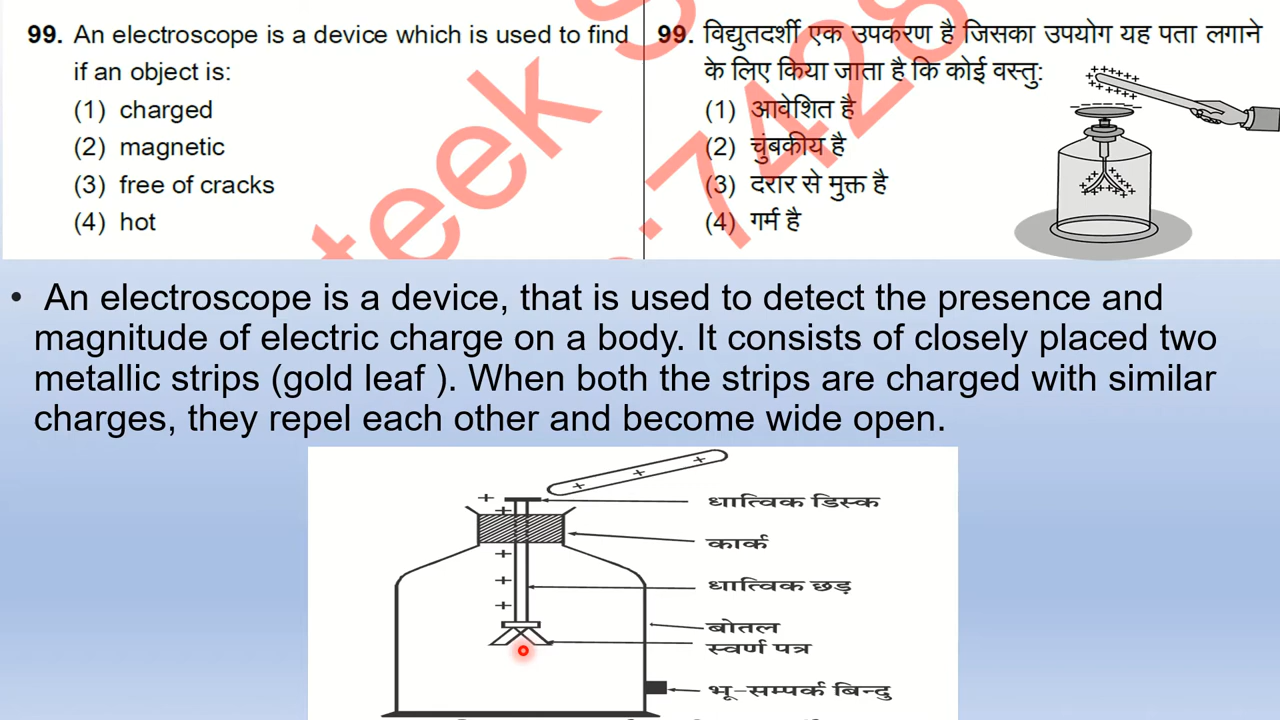 99. An electroscope is a device which is used to find
if an object is:
(1) charged
(2) magnetic
(3) free of cracks
(4) hot
99. विद्युतदर्शी एक उपकरण है जिसका उपयोग यह पता लगाने
के लिए किया जाता है कि कोई वस्तु:
(1) आवेशित है
(2) चुंबकीय है
(3) दरार से मुक्त है
(4) गर्म है
teek S
:7428
• An electroscope is a device, that is used to detect the presence and
magnitude of electric charge on a body. It consists of closely placed two
metallic strips (gold leaf ). When both the strips are charged with similar
charges, they repel each other and become wide open.
धात्विक डिस्क
कार्क
धात्विक छड़
बोतल
स्वर्ण पत्र
भू-सम्पर्क बिन्दु